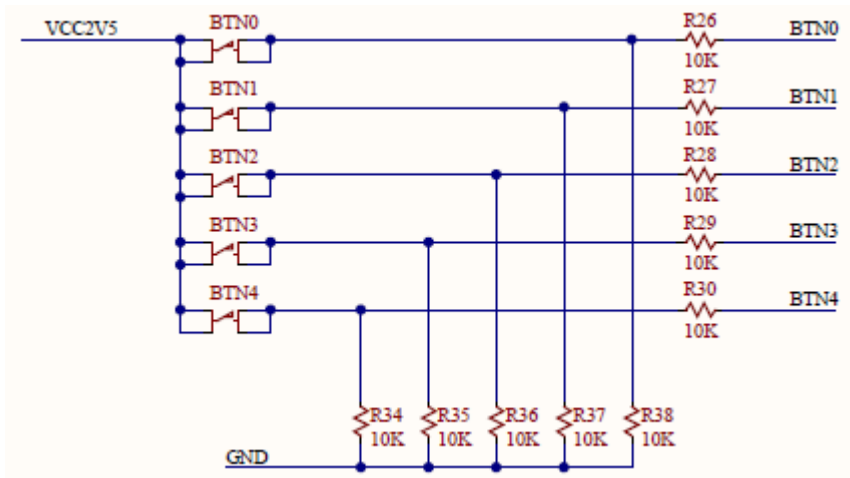 VCC2V5 BTN0 R26 BTN0
10K
BTN1 R27 BTN1
10K
BTN2 R28 BTN2
10K
BTN3 R29 BTN3
10K
BTN4 R30 BTN4
10K
R34 R35 R36 R37 R38
10K 10K 10K 10K 10K
GND